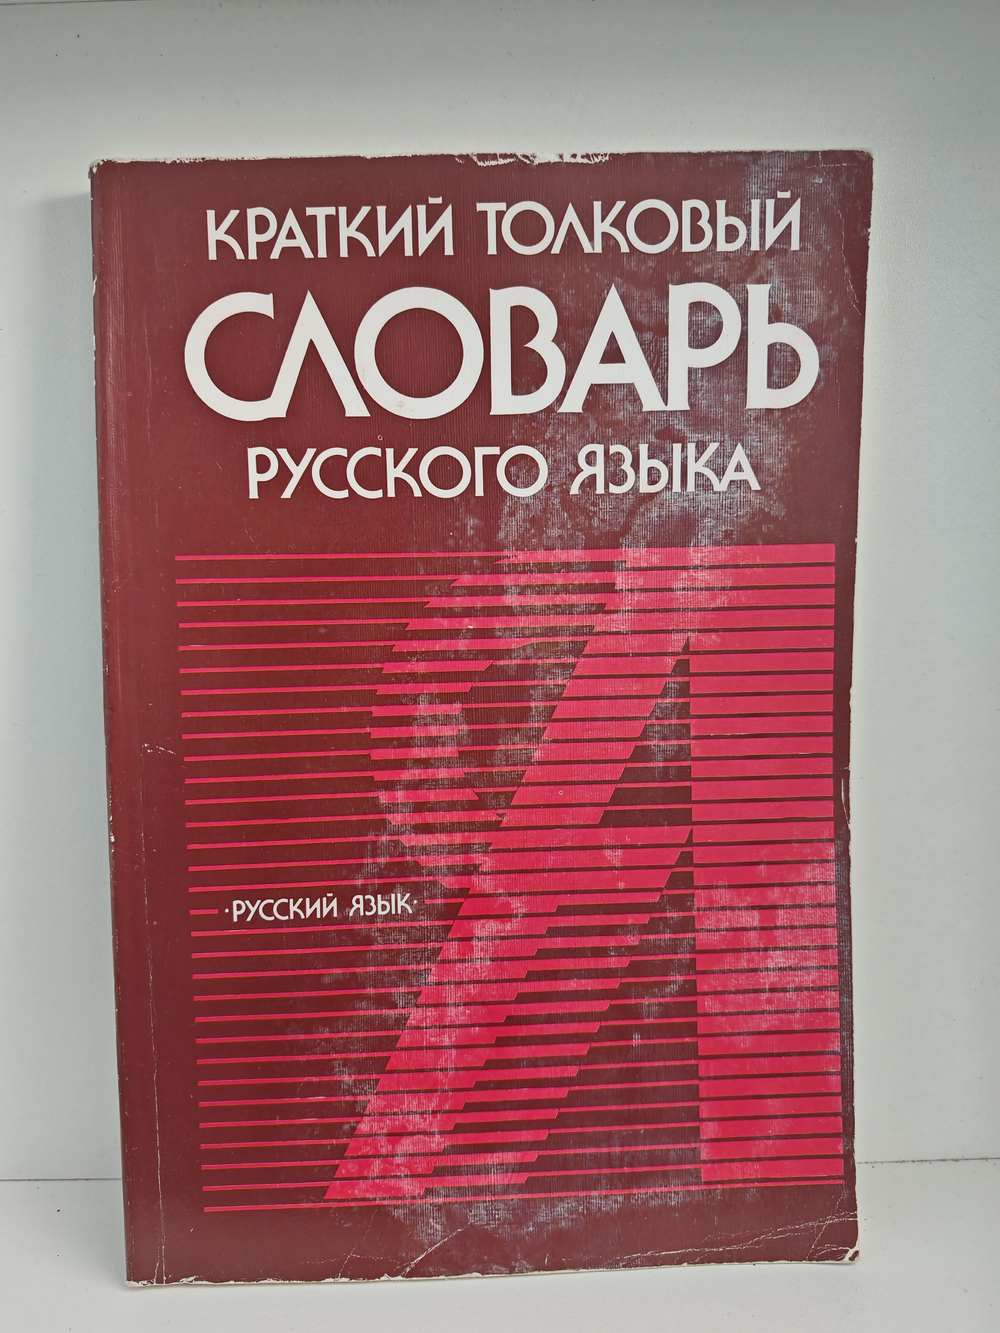 КРАТКИЙ ТОЛКОВЫЙ
СЛОВАРЬ
РУССКОГО ЯЗЫКА
·РУССКИЙ ЯЗЫК·